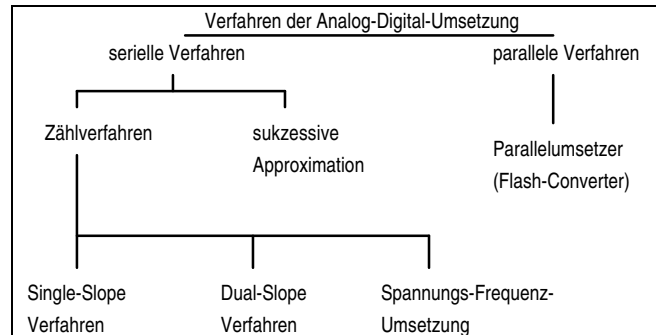 Verfahren der Analog-Digital-Umsetzung
serielle Verfahren
parallele Verfahren
Zählverfahren
sukzessive
Approximation
Parallelumsetzer
(Flash-Converter)
Single-Slope
Verfahren
Dual-Slope
Verfahren
Spannungs-Frequenz-
Umsetzung